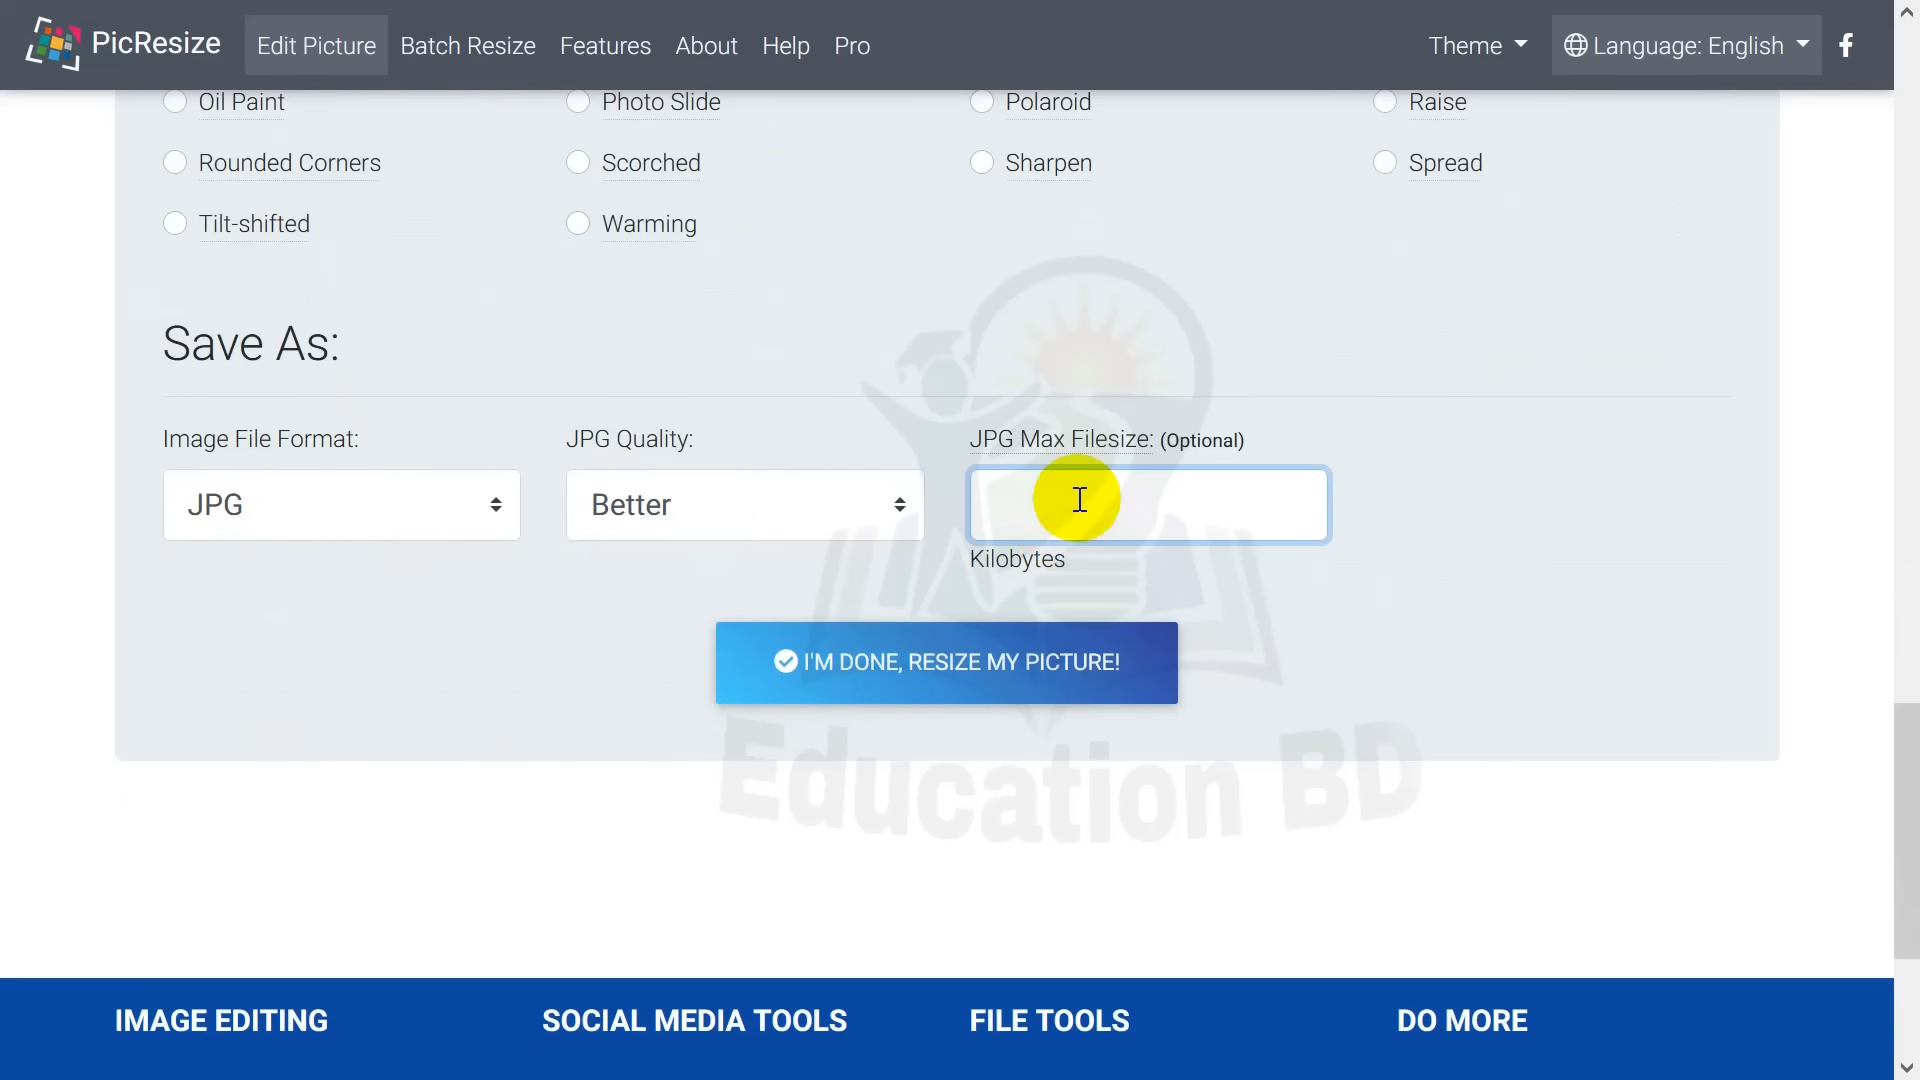 PicResize Edit Picture Batch Resize Features About Help Pro Theme Language: English
Oil Paint Photo Slide Polaroid Raise
Rounded Corners Scorched Sharpen Spread
Tilt-shifted Warming
Save As:
Image File Format: JPG Quality: JPG Max Filesize: (Optional)
JPG Better
Kilobytes
I'M DONE, RESIZE MY PICTURE!
Education BD
IMAGE EDITING SOCIAL MEDIA TOOLS FILE TOOLS DO MORE